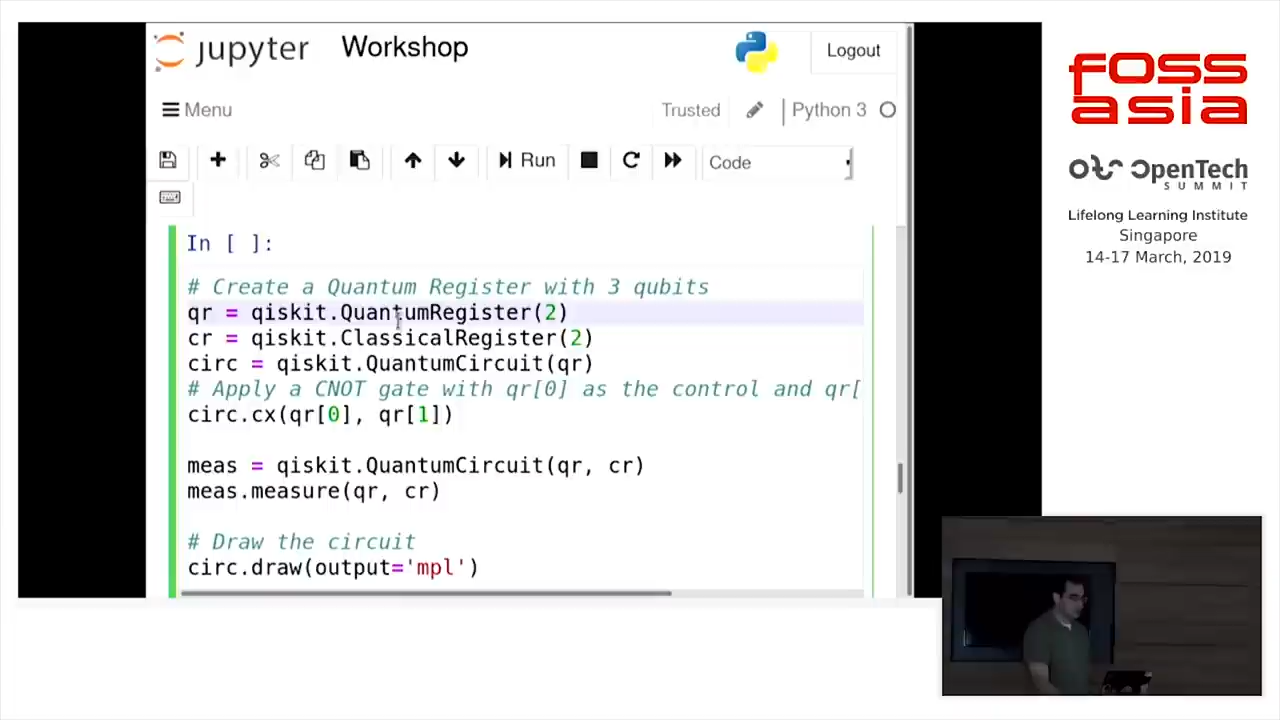 jupyter Workshop
Logout
Menu
Trusted
Python 3
Run
Code
In [ ]:
# Create a Quantum Register with 3 qubits
qr = qiskit.QuantumRegister(2)
cr = qiskit.ClassicalRegister(2)
circ = qiskit.QuantumCircuit(qr)
# Apply a CNOT gate with qr[0] as the control and qr[
circ.cx(qr[0], qr[1])
meas = qiskit.QuantumCircuit(qr, cr)
meas.measure(qr, cr)
# Draw the circuit
circ.draw(output='mpl')
FOSS
ASIA
OpenTech
SUMMIT
Lifelong Learning Institute
Singapore
14-17 March, 2019